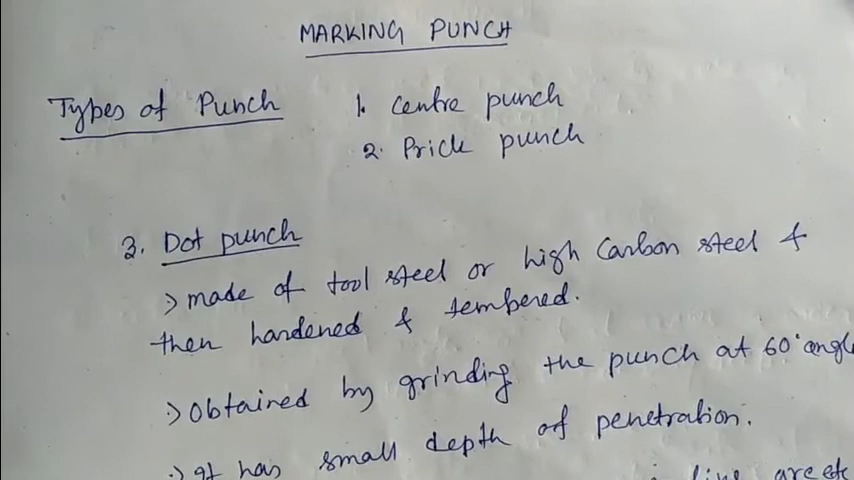 MARKING PUNCH
Types of Punch 1. Centre punch
2. Prick punch
3. Dot punch
> made of tool steel or high Carbon steel &
then hardened & tembered.
> Obtained by grinding the punch at 60° angle
> It has small depth of penetration.
line